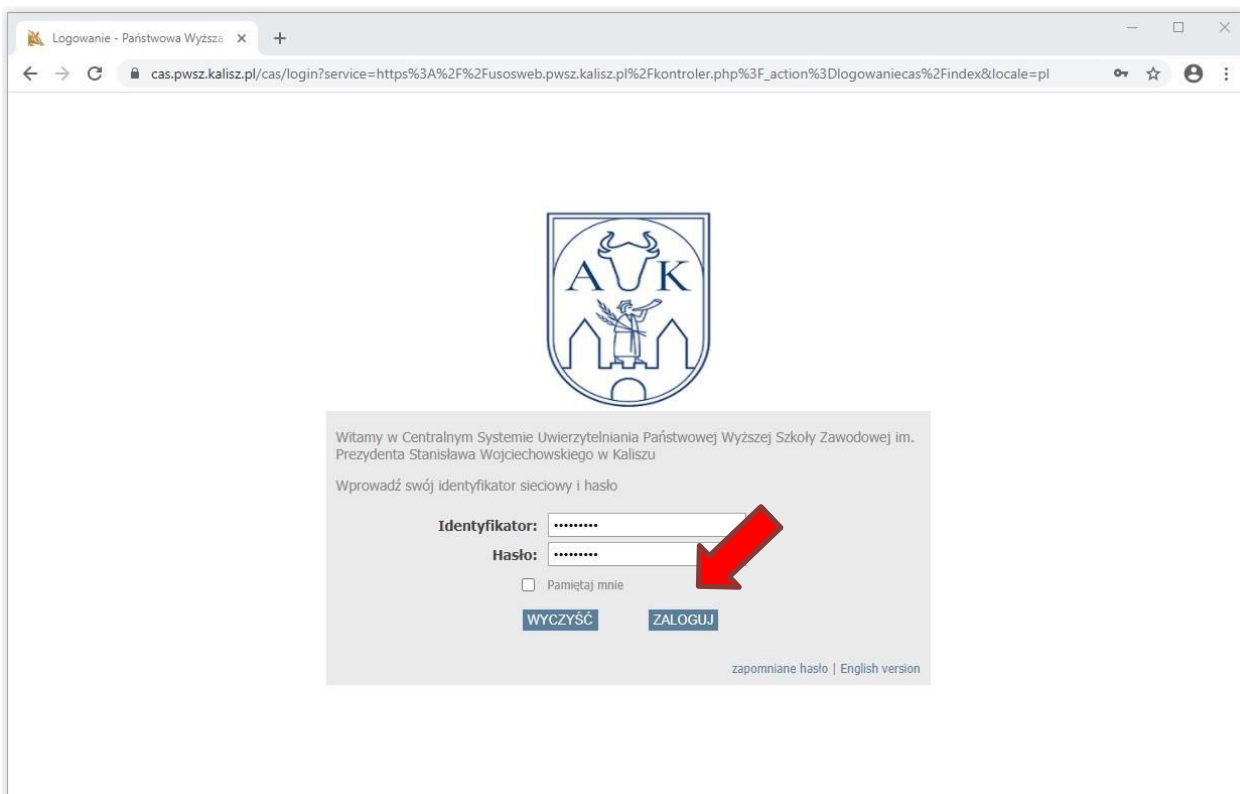 Logowanie - Państwowa Wyższa
cas.pwsz.kalisz.pl/cas/login?service=https%3A%2F%2Fusosweb.pwsz.kalisz.pl%2Fkontroler.php%3F_action%3Dlogowaniecas%2Findex&locale=pl
A K
Witamy w Centralnym Systemie Uwierzytelniania Państwowej Wyższej Szkoły Zawodowej im.
Prezydenta Stanisława Wojciechowskiego w Kaliszu
Wprowadź swój identyfikator sieciowy i hasło
Identyfikator: •••••••••
Hasło: •••••••••
Pamiętaj mnie
WYCZYŚĆ ZALOGUJ
zapomniane hasło | English version